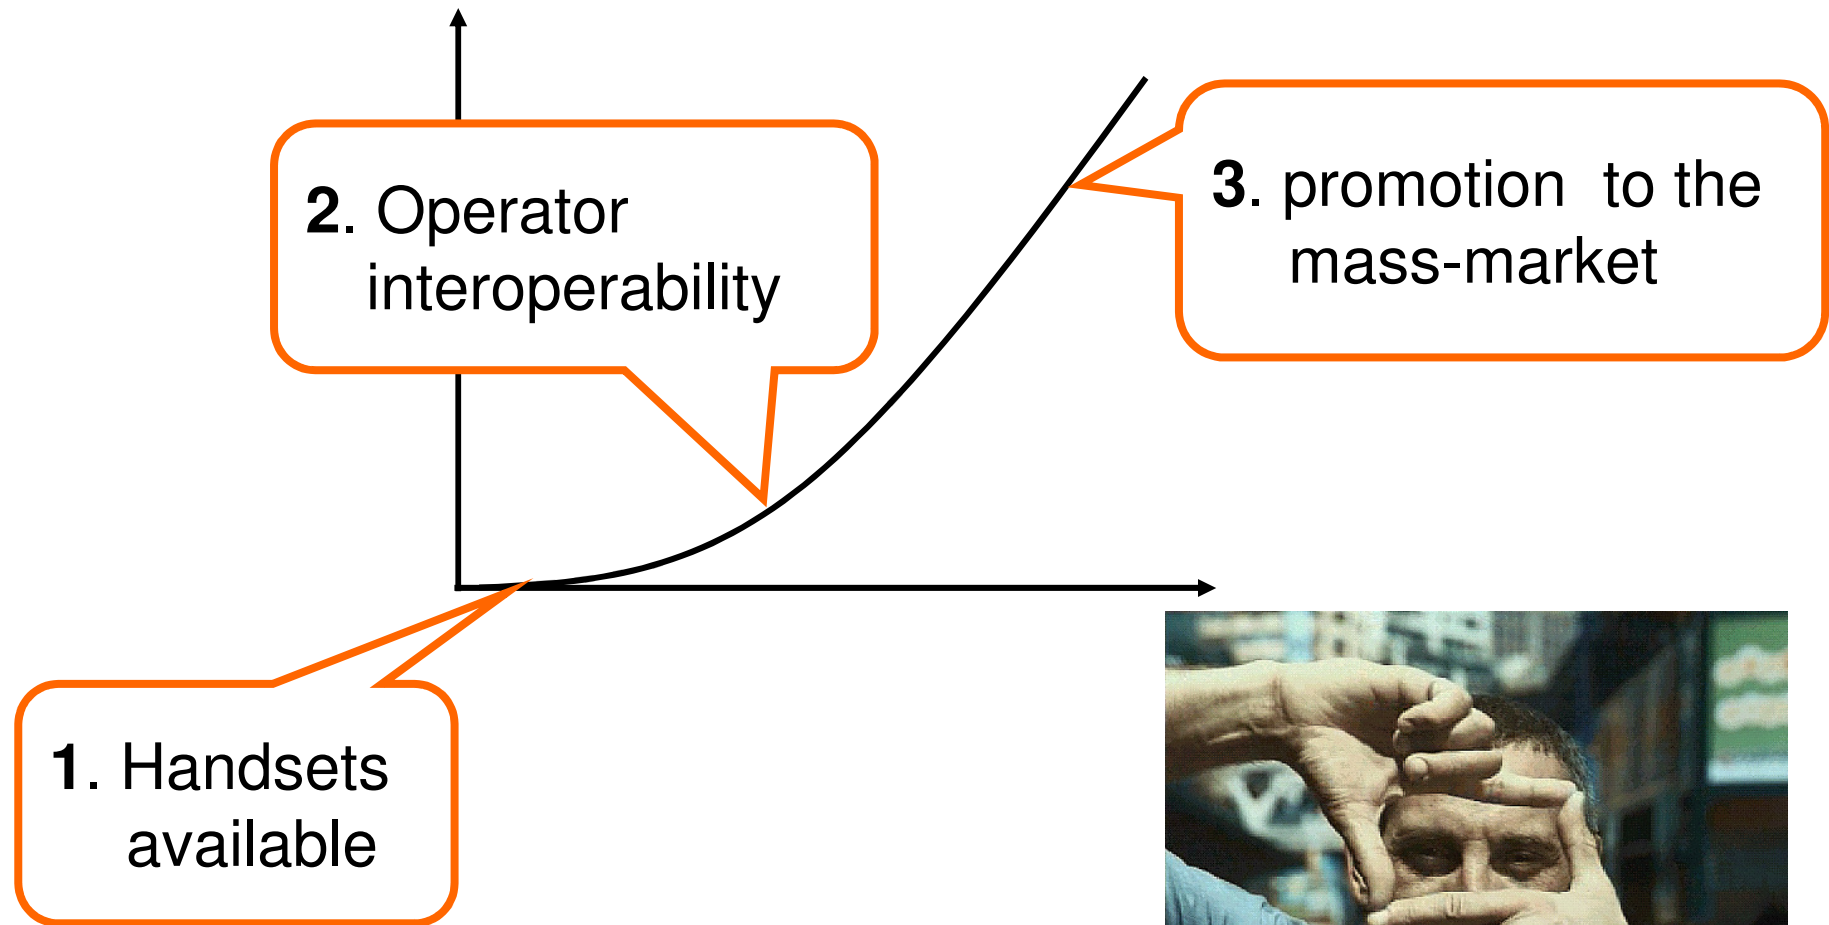 2. Operator
interoperability
3. promotion  to the
mass-market
1. Handsets
available